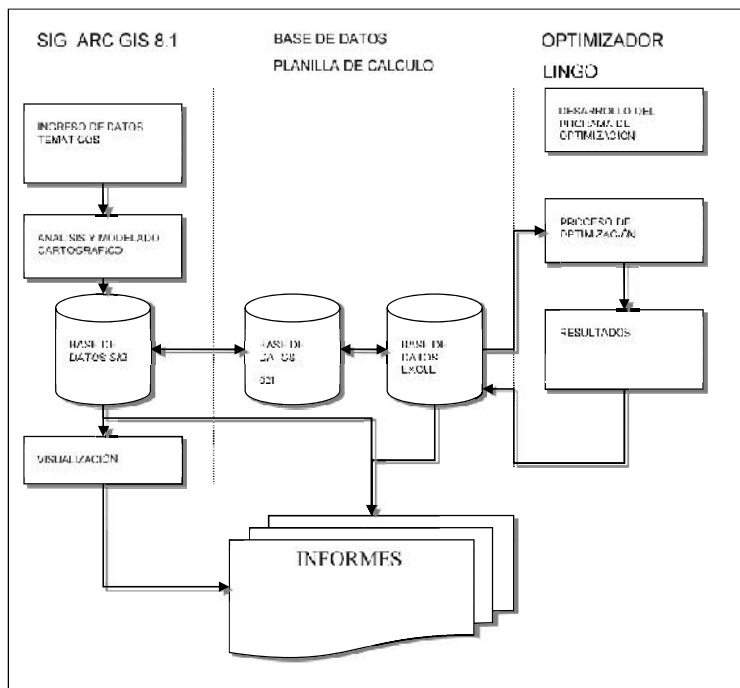 SIG ARC GIS 8.1
BASE DE DATOS
PLANILLA DE CALCULO
OPTIMIZADOR
LINGO
INGRESO DE DATOS
TEMATICOS
ANALISIS Y MODELADO
CARTOGRAFICO
BASE DE
DATOS SIG
VISUALIZACIÓN
BASE DE
DATOS
BASE DE
DATOS
EXCEL
DESARROLLO DEL
PROGRAMA DE
OPTIMIZACION
PROCESO DE
OPTIMIZACIÓN
RESULTADOS
INFORMES